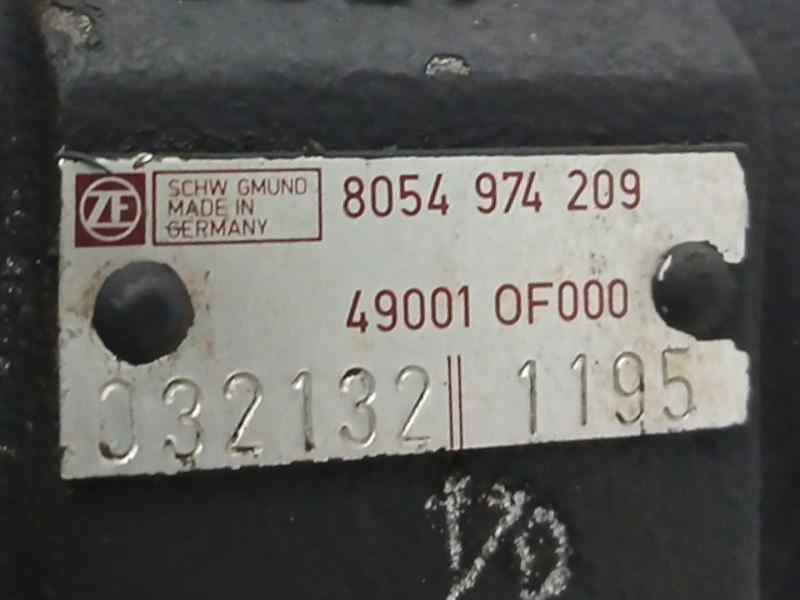 ZF
SCHW GMUND
MADE IN
GERMANY
8054 974 209
49001 0F000
032132 1195